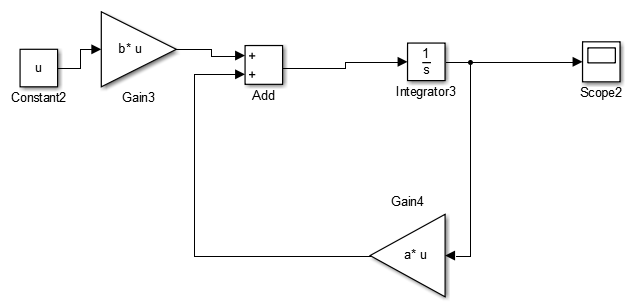 u
Constant2
b* u
Gain3
+
+
Add
1
s
Integrator3
Scope2
Gain4
a* u